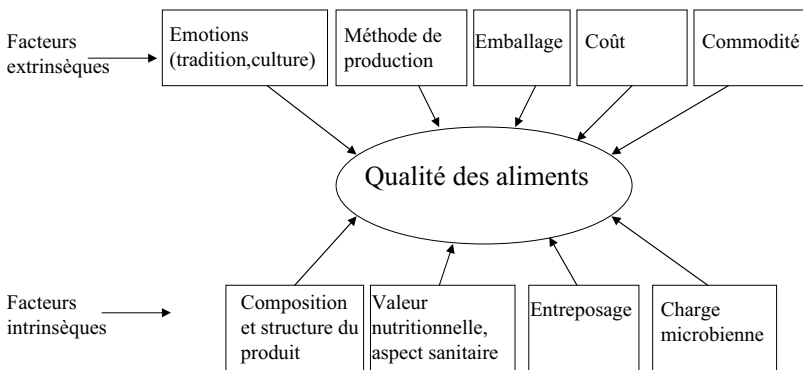 Facteurs
extrinsèques
Emotions
(tradition,culture)
Méthode de
production
Emballage
Coût
Commodité
Qualité des aliments
Facteurs
intrinsèques
Composition
et structure du
produit
Valeur
nutritionnelle,
aspect sanitaire
Entreposage
Charge
microbienne